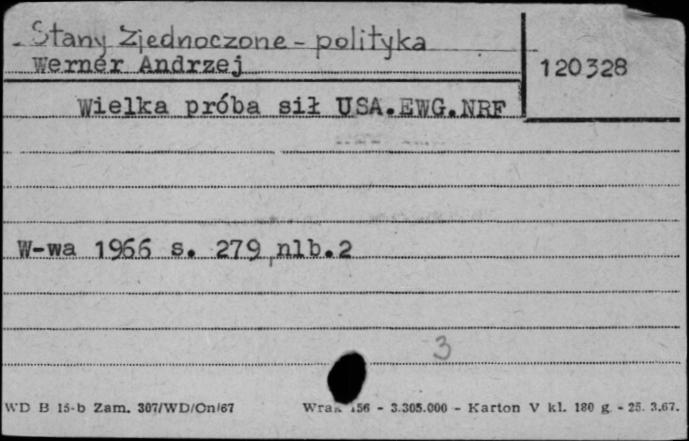 Stany Zjednoczone - polityka
Werner Andrzej
120328
Wielka próba sił USA.EWG.NRF
W-wa 1966 s. 279,nlb.2
3
WD B 15-b Zam. 307/WD/On/67
56 - 3.305.000 - Karton V kl. 180 g. - 25. 3.67.